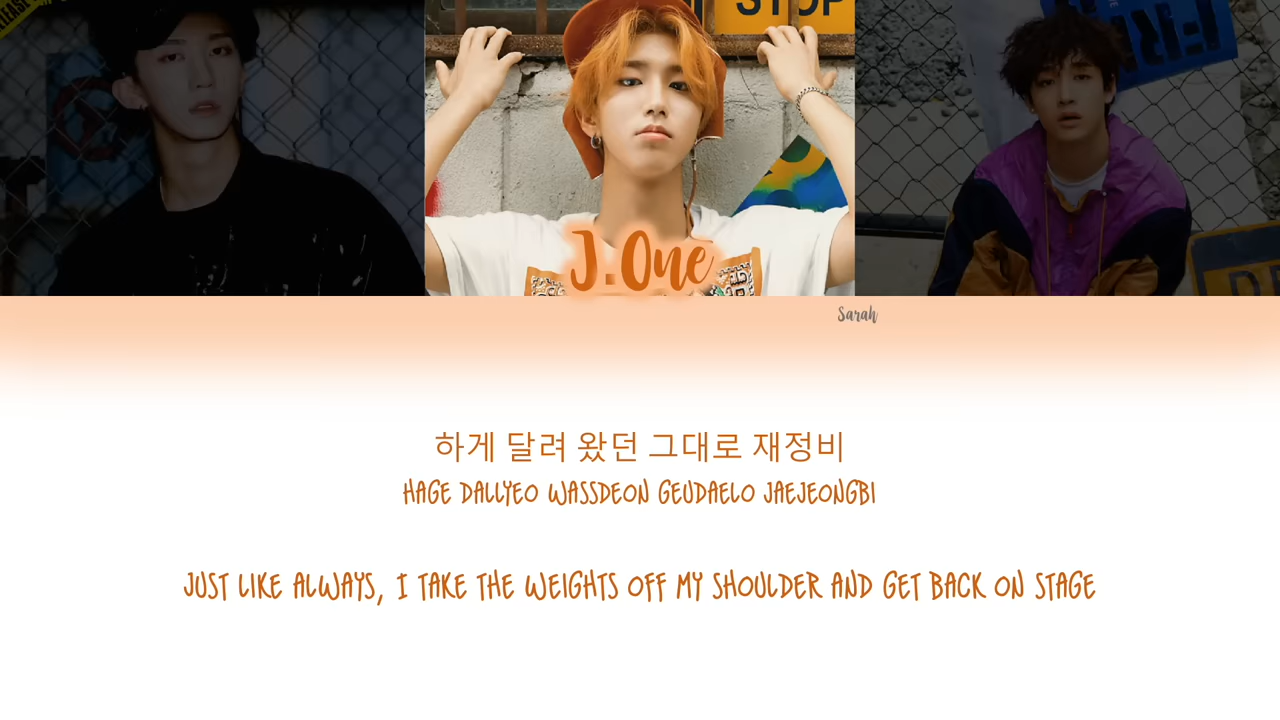 STOP
J.One
Sarah
하게 달려 왔던 그대로 재정비
HAGE DALLYEO WASSDEON GEUDAELO JAEJEONGBI
JUST LIKE ALWAYS, I TAKE THE WEIGHTS OFF MY SHOULDER AND GET BACK ON STAGE